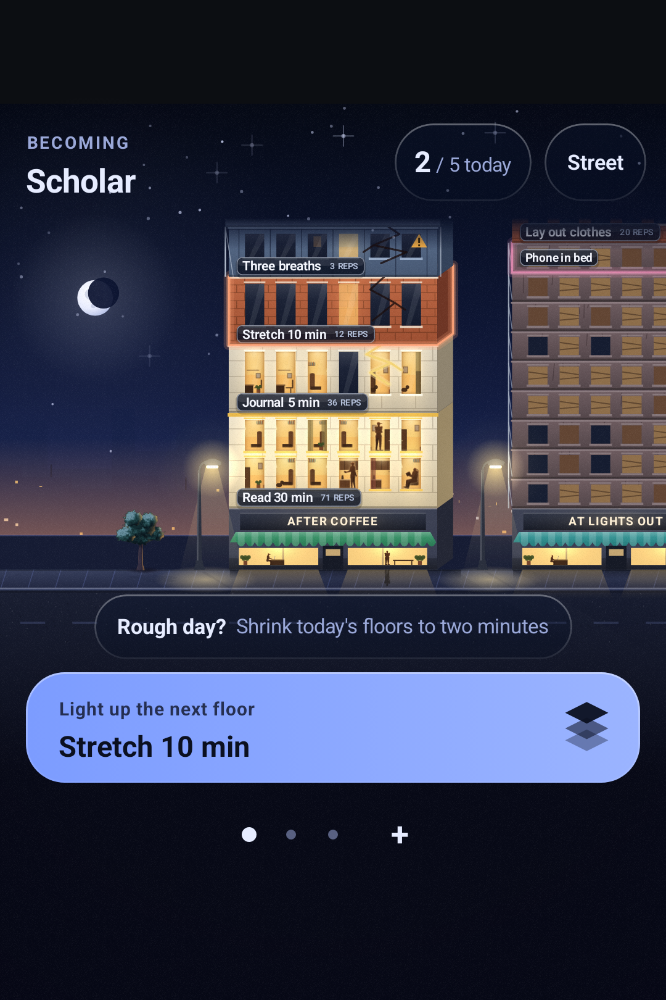 BECOMING
Scholar
2 / 5 today
Street
Three breaths 3 REPS
Stretch 10 min 12 REPS
Journal 5 min 36 REPS
Read 30 min 71 REPS
AFTER COFFEE
Lay out clothes 20 REPS
Phone in bed
AT LIGHTS OUT
Rough day? Shrink today's floors to two minutes
Light up the next floor
Stretch 10 min
+